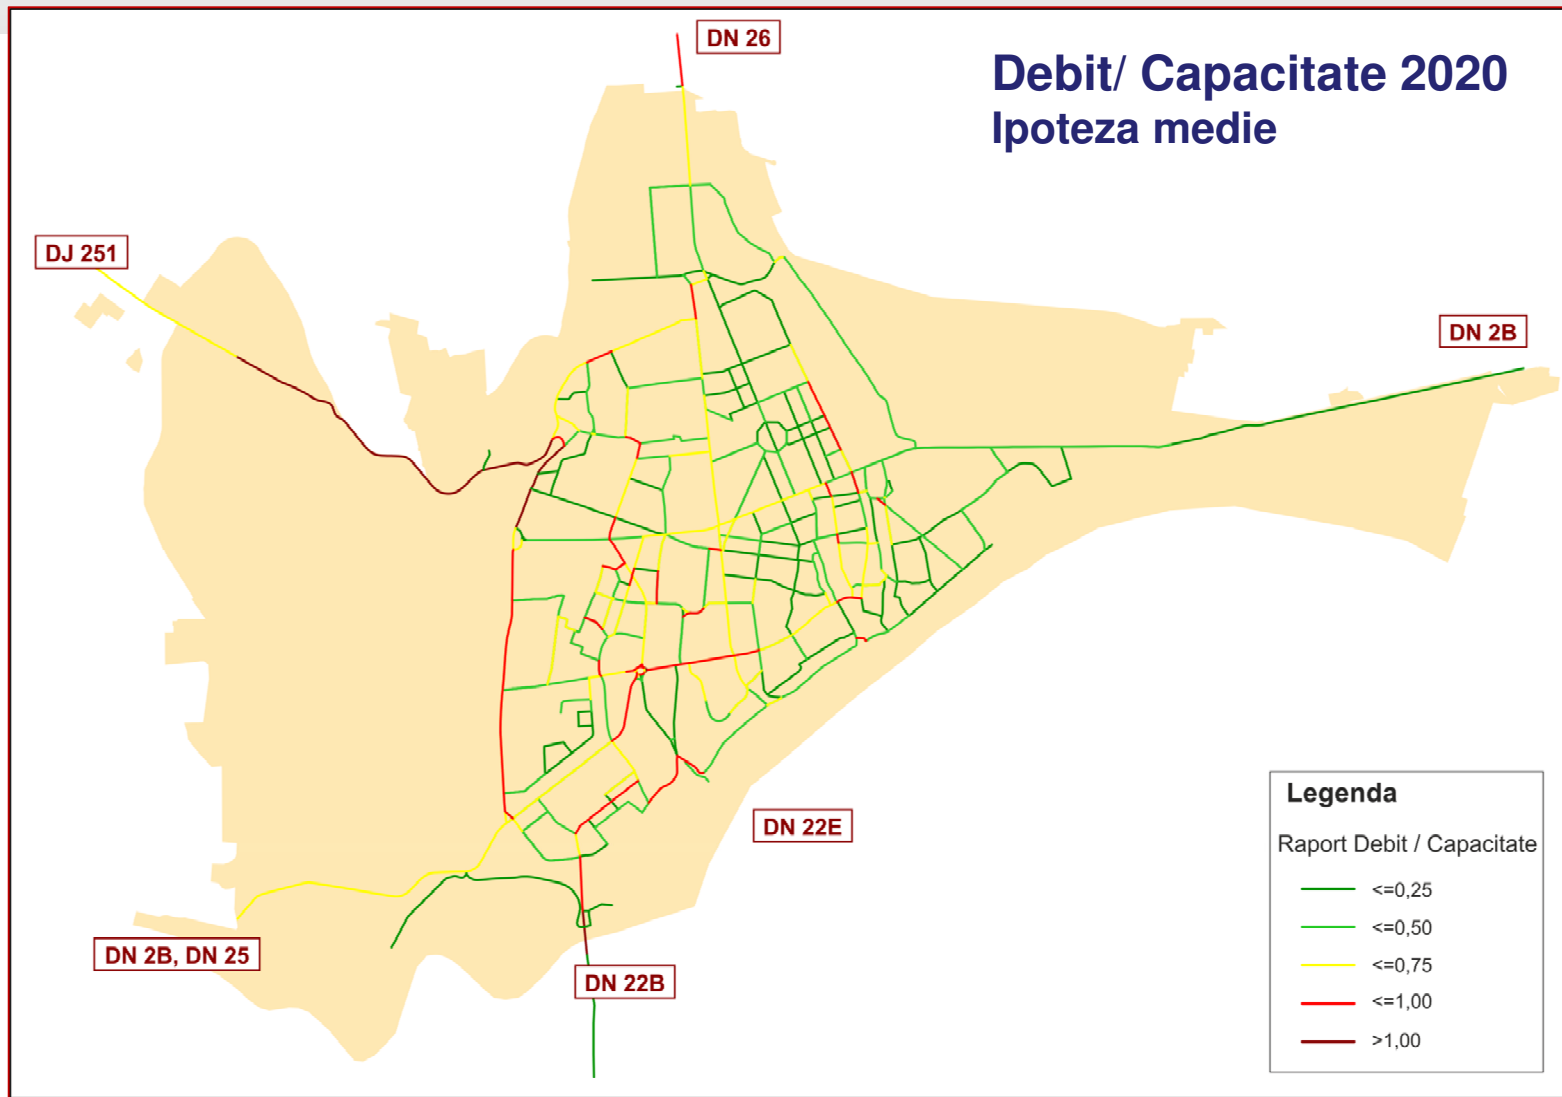 DN 26
Debit/ Capacitate 2020
Ipoteza medie
DJ 251
DN 2B
DN 22E
DN 2B, DN 25
DN 22B
Legenda
Raport Debit / Capacitate
<=0,25
<=0,50
<=0,75
<=1,00
>1,00